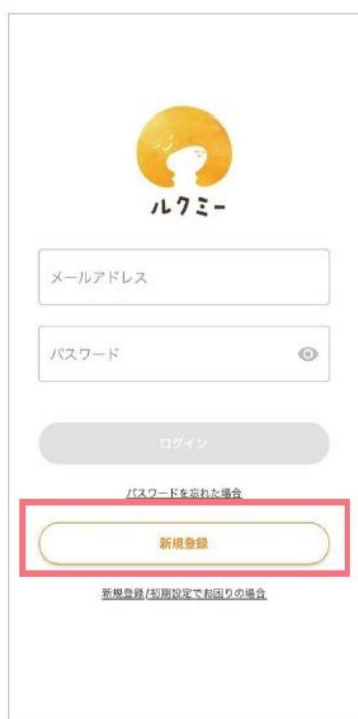 ルクミー
メールアドレス
パスワード
ログイン
パスワードを忘れた場合
新規登録
新規登録/初期設定でお困りの場合